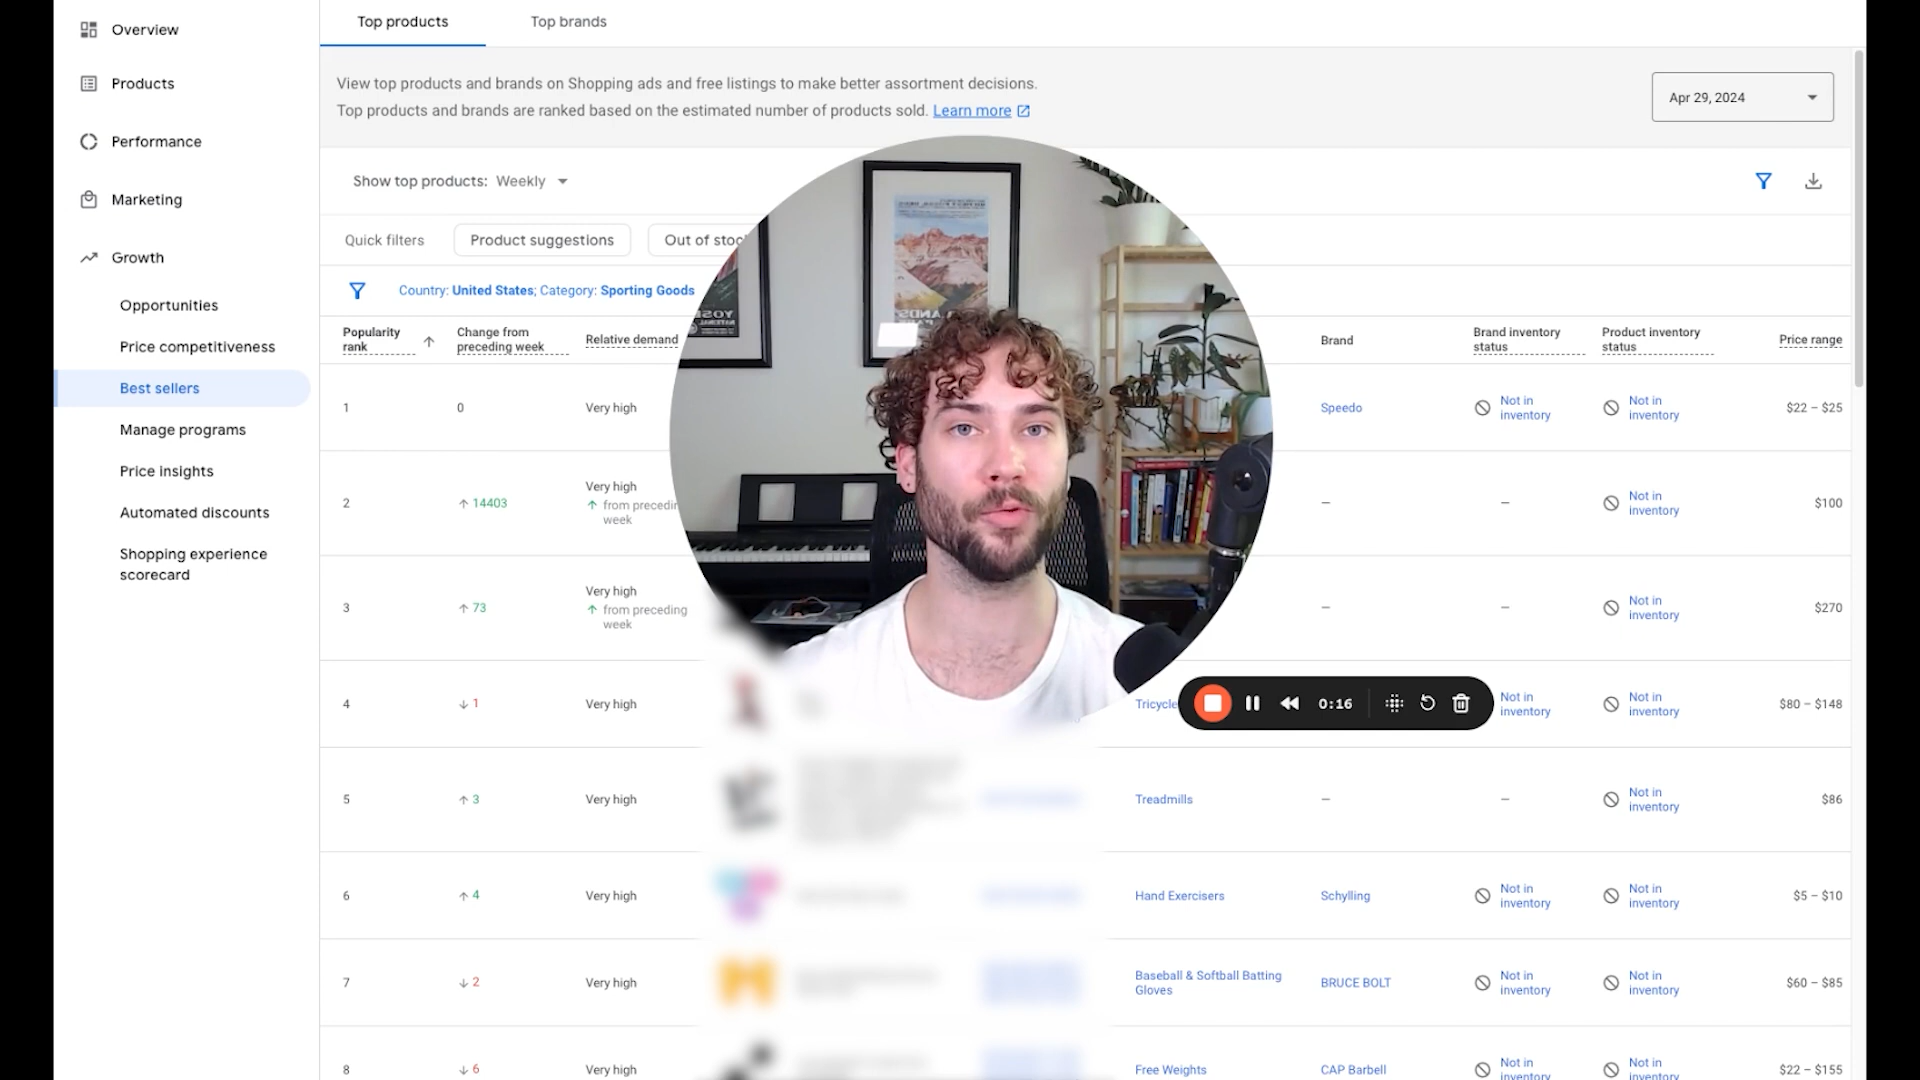 Overview
Products
Performance
Marketing
Growth
Opportunities
Price competitiveness
Best sellers
Manage programs
Price insights
Automated discounts
Shopping experience
scorecard
Top products
Top brands
View top products and brands on Shopping ads and free listings to make better assortment decisions.
Top products and brands are ranked based on the estimated number of products sold. Learn more
Apr 29, 2024
Show top products: Weekly
Quick filters
Product suggestions
Out of stoc
Country: United States; Category: Sporting Goods
Popularity
rank
Change from
preceding week
Relative demand
Brand
Brand inventory
status
Product inventory
status
Price range
1
0
Very high
Speedo
Not in
inventory
Not in
inventory
$22 – $25
2
14403
Very high
from precedin
week
–
–
Not in
inventory
$100
3
73
Very high
from preceding
week
–
–
Not in
inventory
$270
4
1
Very high
Tricycle
0:16
Not in
inventory
Not in
inventory
$80 – $148
5
3
Very high
Treadmills
–
–
Not in
inventory
$86
6
4
Very high
Hand Exercisers
Schylling
Not in
inventory
Not in
inventory
$5 – $10
7
2
Very high
Baseball & Softball Batting
Gloves
BRUCE BOLT
Not in
inventory
Not in
inventory
$60 – $85
8
6
Very high
Free Weights
CAP Barbell
Not in
inventory
Not in
inventory
$22 – $155